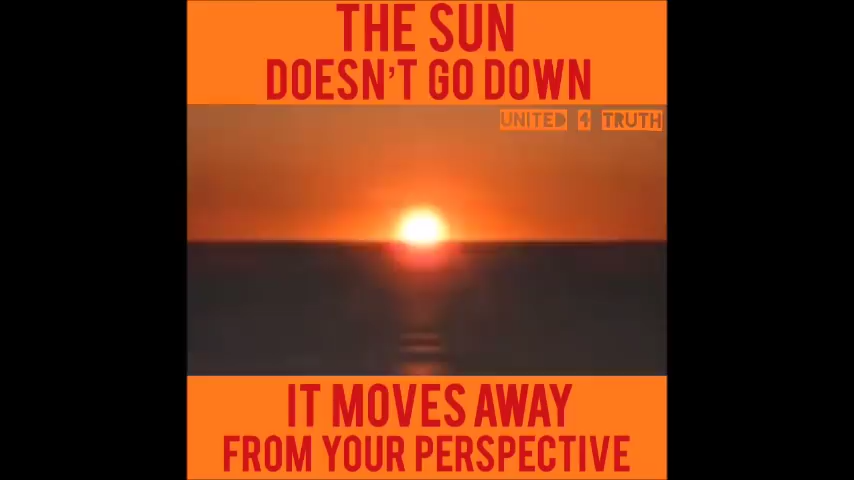 THE SUN
DOESN'T GO DOWN
UNITED 4 TRUTH
IT MOVES AWAY
FROM YOUR PERSPECTIVE